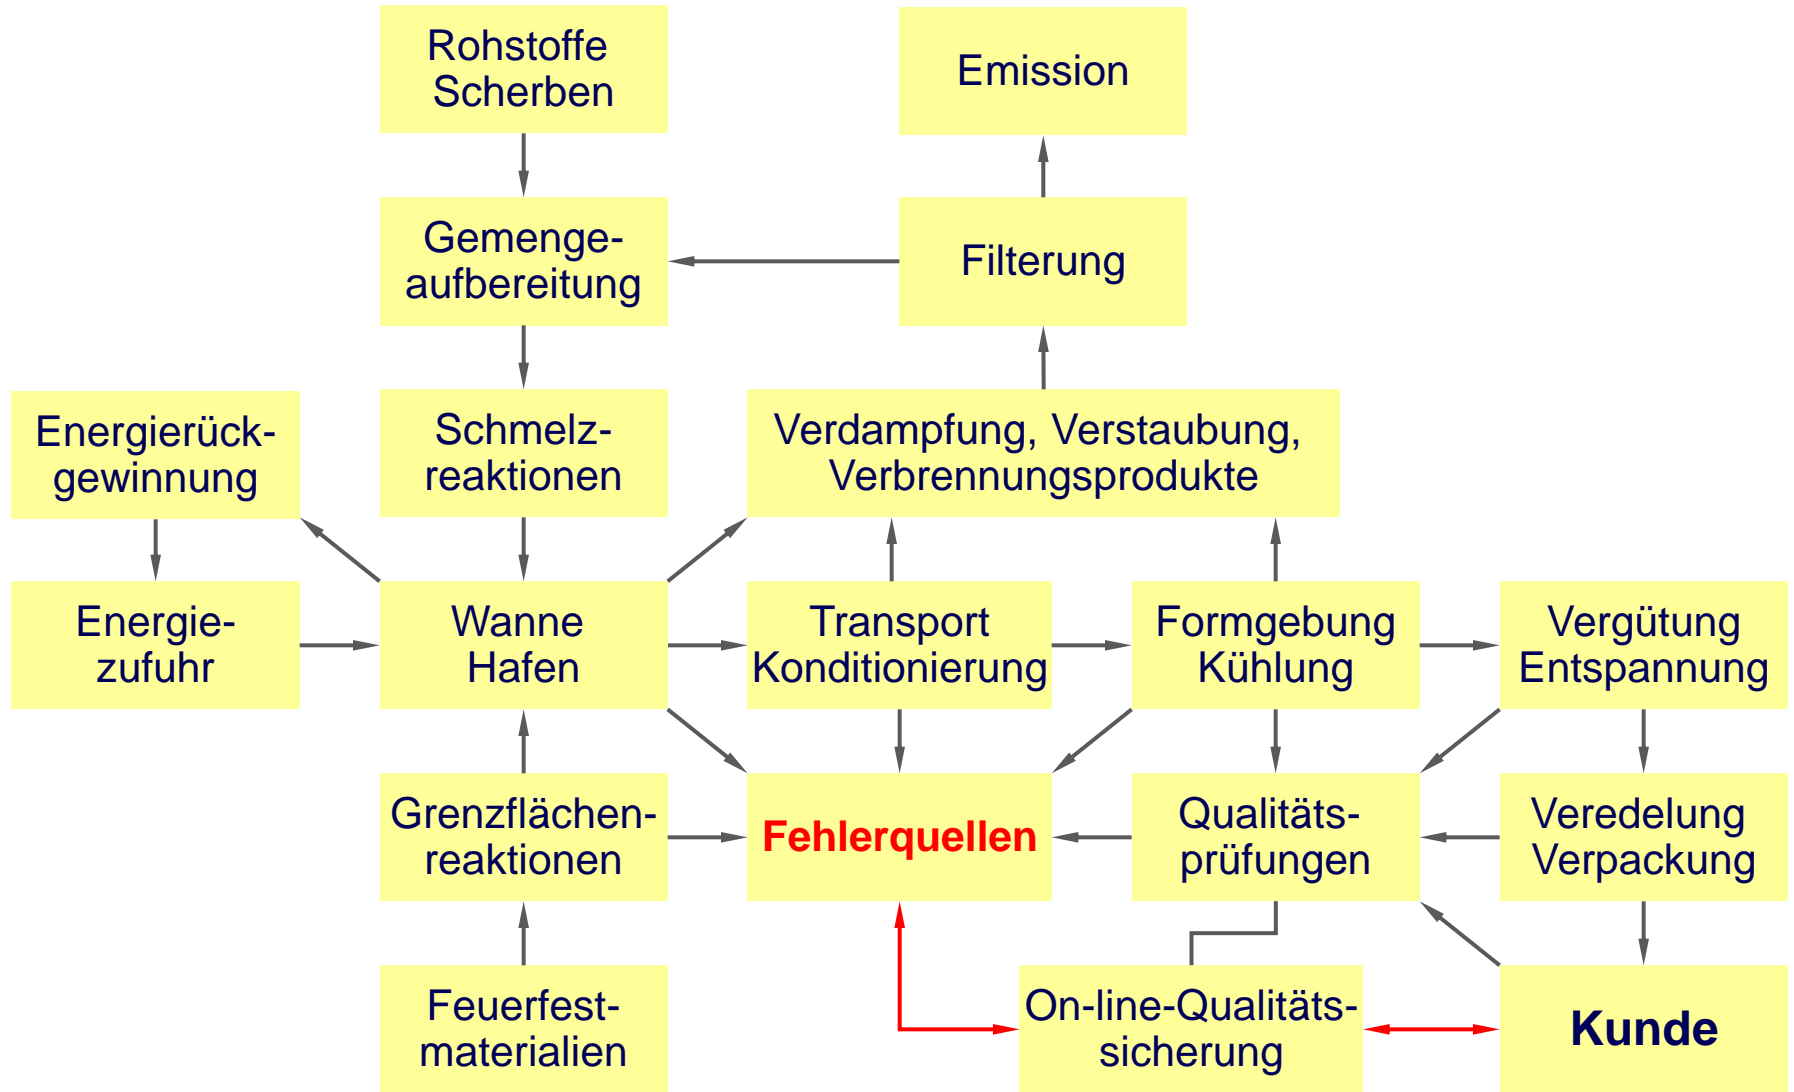 Rohstoffe
Scherben
Emission
Gemenge-
aufbereitung
Filterung
Energierück-
gewinnung
Schmelz-
reaktionen
Verdampfung, Verstaubung,
Verbrennungsprodukte
Energie-
zufuhr
Wanne
Hafen
Transport
Konditionierung
Formgebung
Kühlung
Vergütung
Entspannung
Grenzflächen-
reaktionen
Fehlerquellen
Qualitäts-
prüfungen
Veredelung
Verpackung
Feuerfest-
materialien
On-line-Qualitäts-
sicherung
Kunde